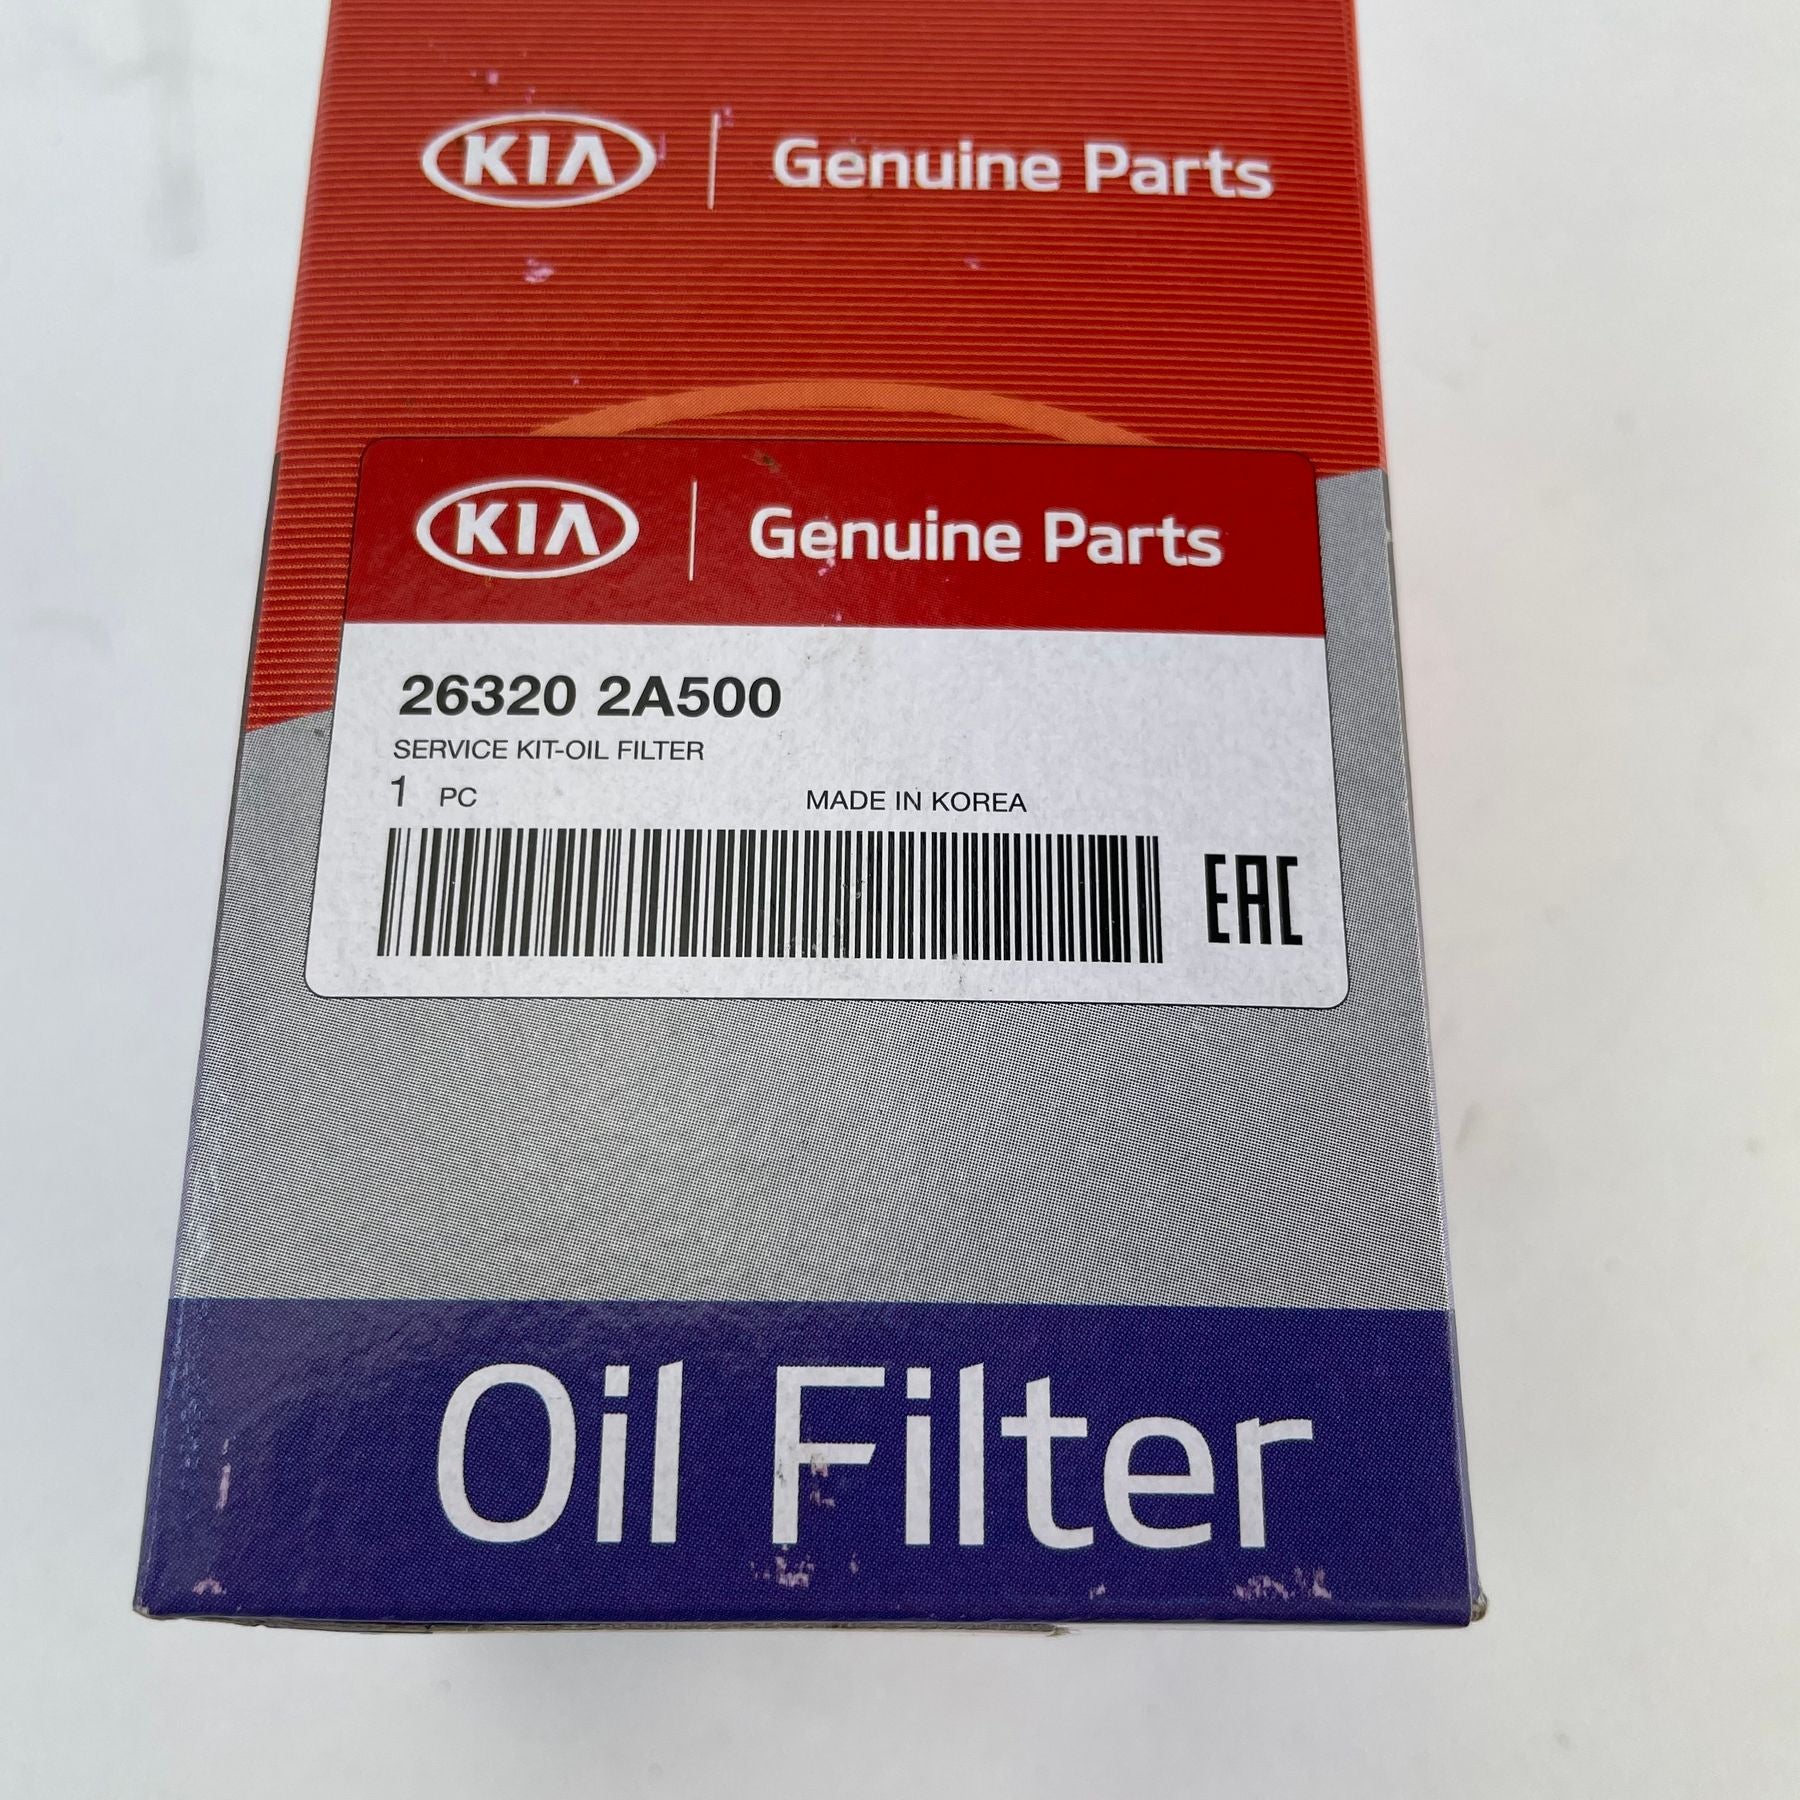 KIA Genuine Parts
KIA Genuine Parts
26320 2A500
SERVICE KIT-OIL FILTER
1 PC MADE IN KOREA
EAC
Oil Filter